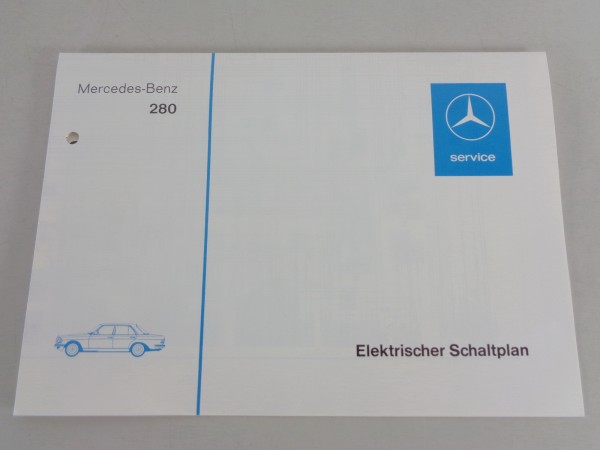 Mercedes-Benz
280
service
Elektrischer Schaltplan